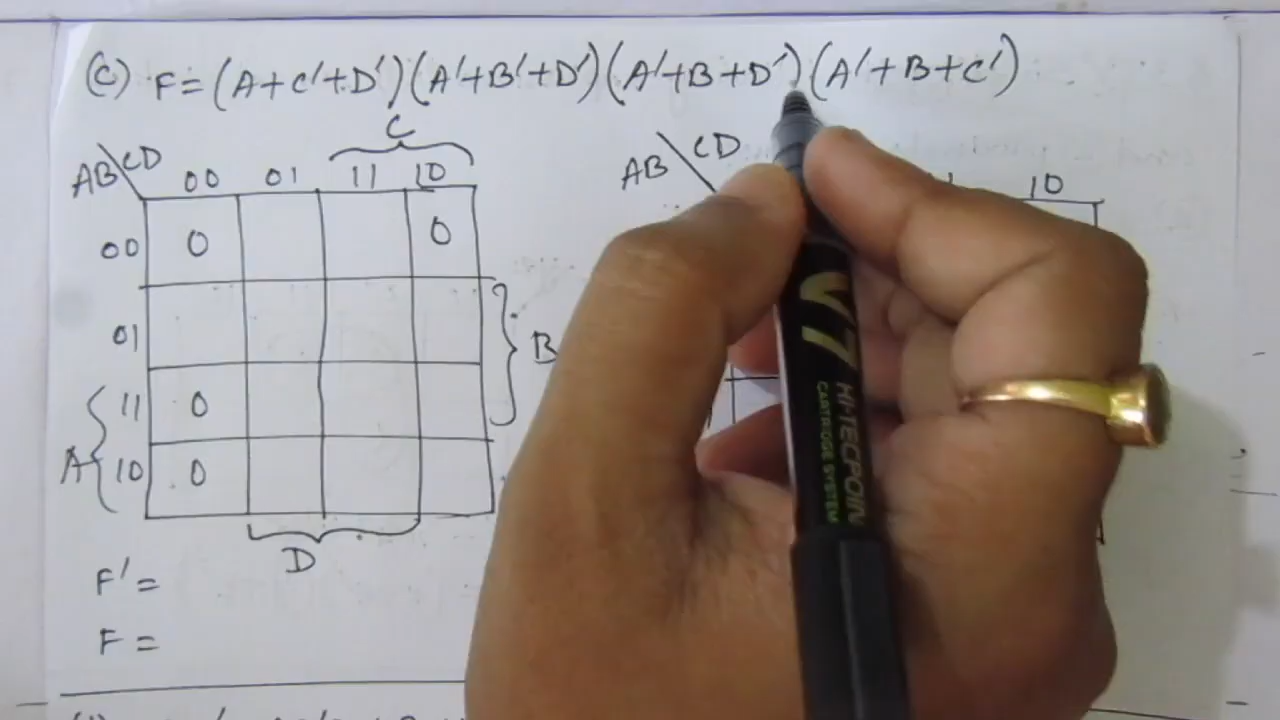 (C) F = (A+C'+D')(A'+B'+D')(A'+B+D')(A'+B+C')
C
AB CD 00 01 11 10
00 0 0
01
B
11 0
A
10 0
D
F' =
F =
AB CD
10
V7
HI-TECPOIN
CARTRIDGE SYSTEM